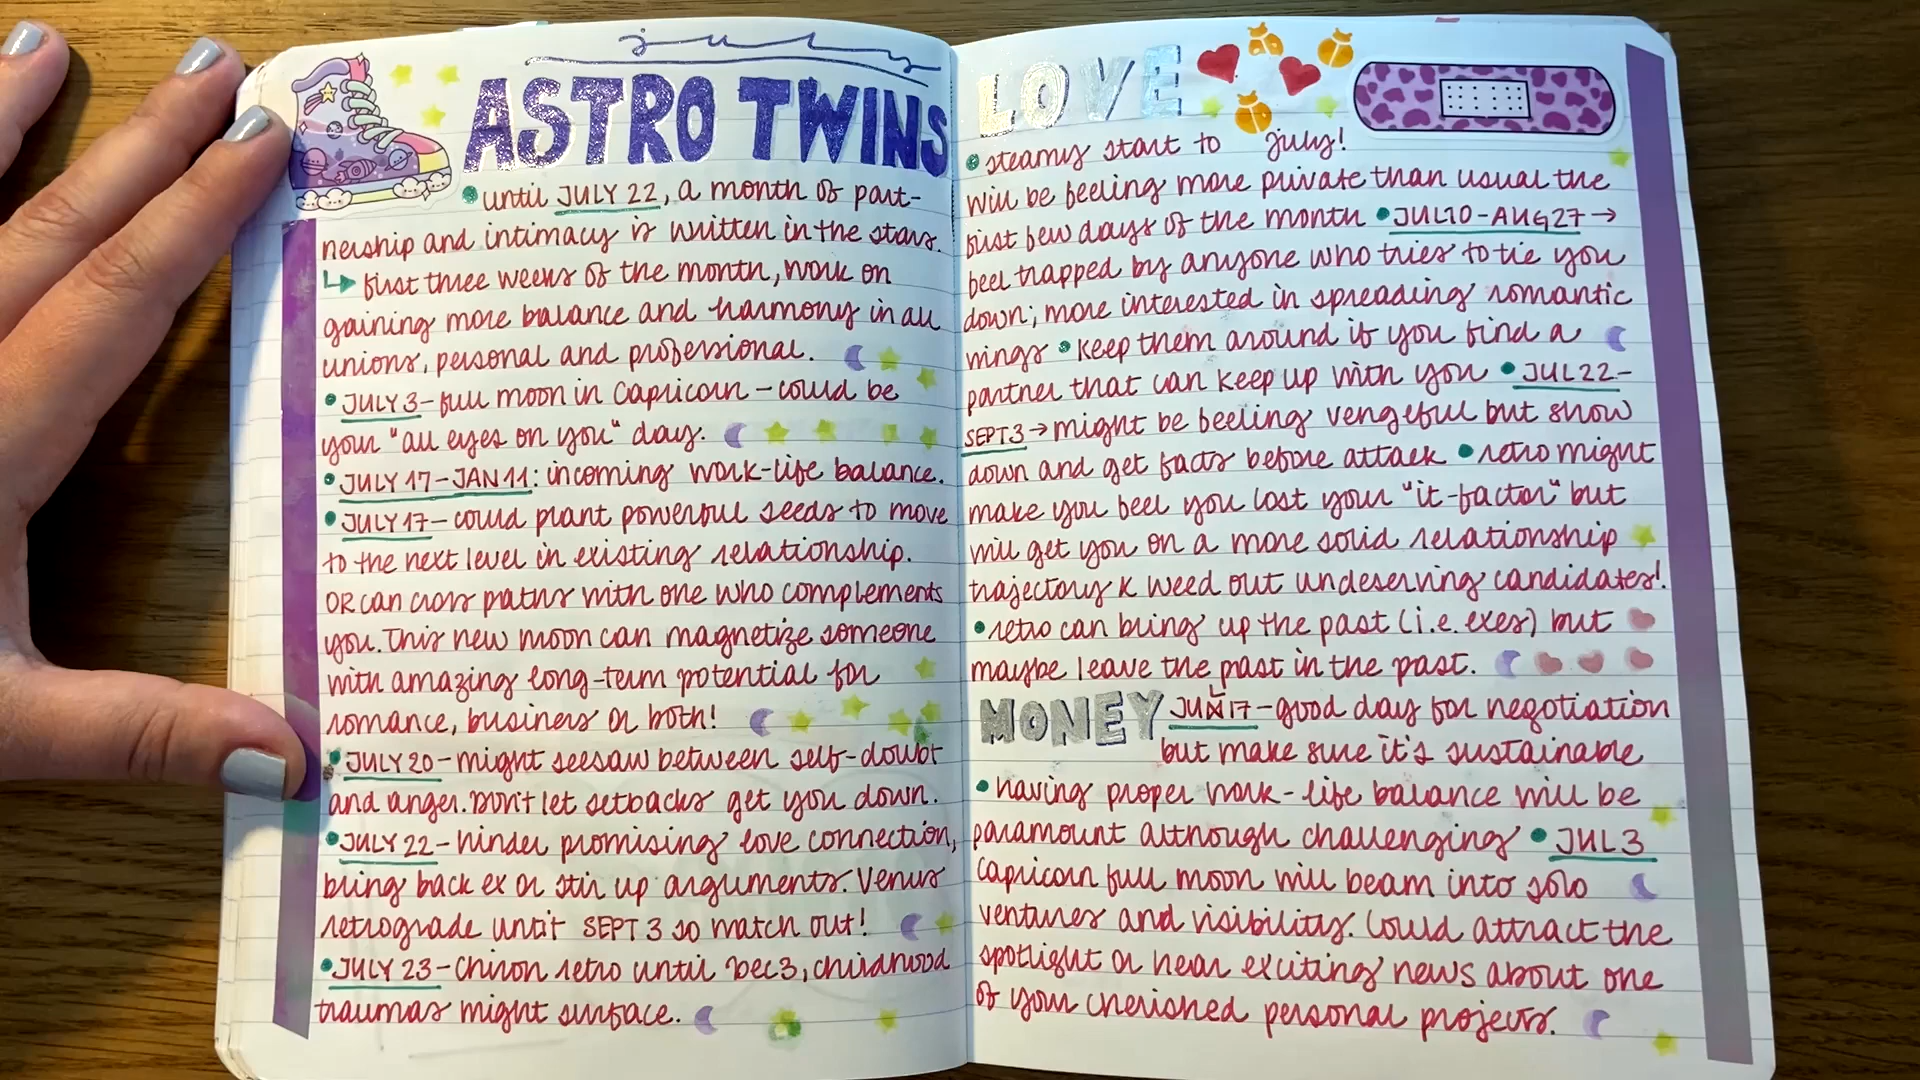 july
ASTRO TWINS
• until JULY 22, a month of part-
nership and intimacy is written in the stars.
↳ first three weeks of the month, work on
gaining more balance and harmony in all
unions, personal and professional.
• JULY 3 - full moon in Capricorn - could be
your "all eyes on you" day.
• JULY 17 - JAN 11: incoming work-life balance.
• JULY 17 - could plant powerful seeds to move
to the next level in existing relationship.
OR can cross paths with one who complements
you. This new moon can magnetize someone
with amazing long-term potential for
romance, business or both!
• JULY 20 - might seesaw between self-doubt
and anger. Don't let setbacks get you down.
• JULY 22 - hinder promising love connection,
bring back ex or stir up arguments. Venus
retrograde until SEPT 3 so watch out!
• JULY 23 - Chiron retro until Dec 3, childhood
traumas might surface.
LOVE
• steamy start to july!
will be feeling more private than usual the
first few days of the month • JUL10 - AUG 27 →
feel trapped by anyone who tries to tie you
down; more interested in spreading romantic
wings • keep them around if you find a
partner that can keep up with you • JUL 22 -
SEPT 3 → might be feeling vengeful but show
down and get facts before attack • retro might
make you feel you lost your "it-factor" but
will get you on a more solid relationship
trajectory & weed out undeserving candidates!
• retro can bring up the past (i.e. exes) but
maybe leave the past in the past.
MONEY JUL 17 - good day for negotiation
but make sure it's sustainable
• having proper work-life balance will be
paramount although challenging • JUL 3
capricorn full moon will beam into solo
ventures and visibility. Could attract the
spotlight or hear exciting news about one
of your cherished personal projects.